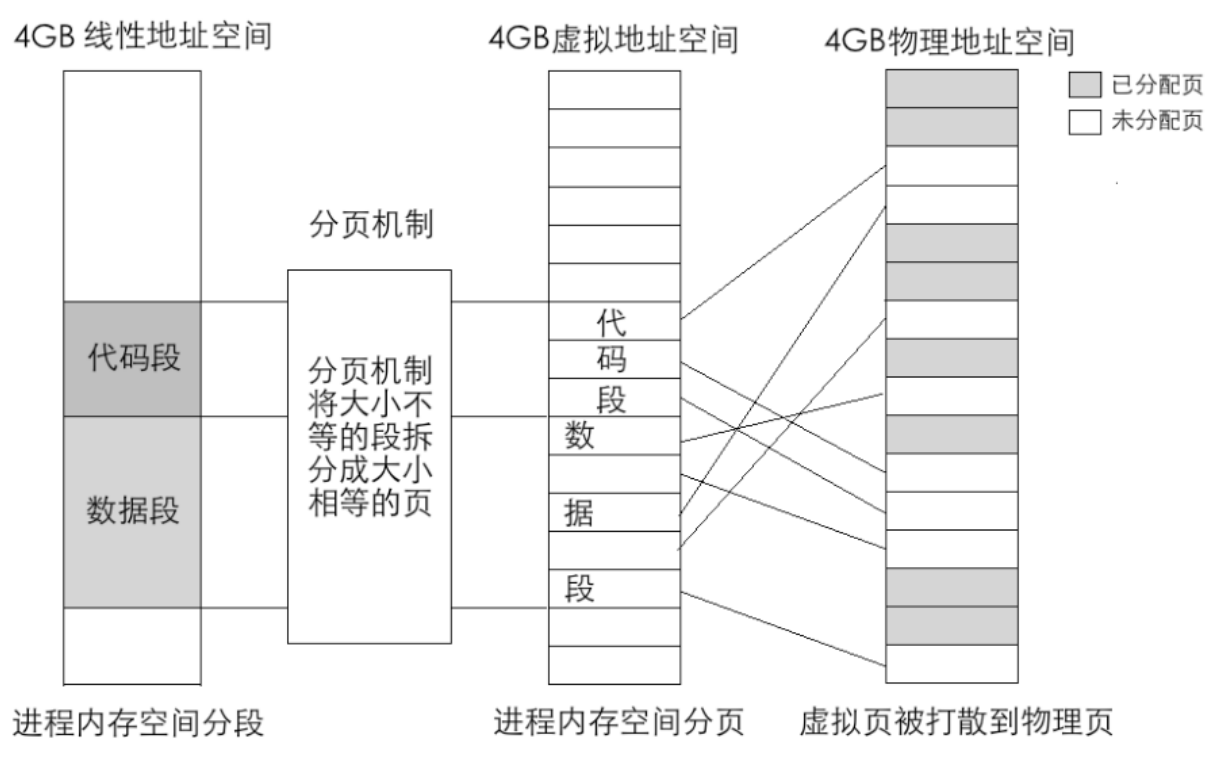 4GB 线性地址空间
4GB虚拟地址空间
4GB物理地址空间
已分配页
未分配页
分页机制
分页机制
将大小不
等的段拆
分成大小
相等的页
代码段
数据段
代
码
段
数
据
段
进程内存空间分段
进程内存空间分页
虚拟页被打散到物理页